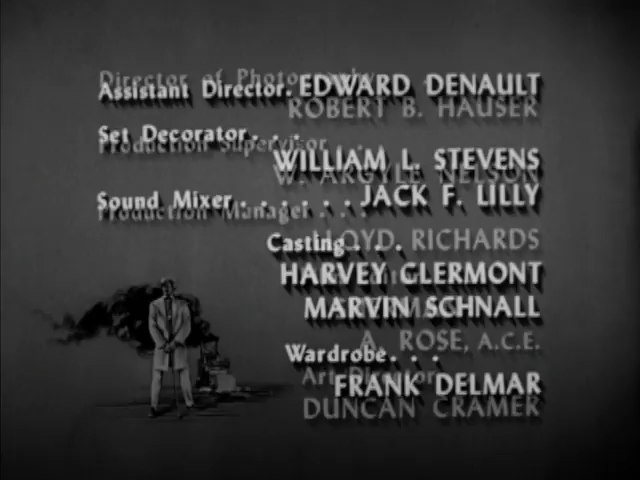 Director of Photography
Assistant Director. EDWARD DENAULT
ROBERT B. HAUSER
Set Decorator . . .
Production Supervisor . . .
WILLIAM L. STEVENS
W. ARGYLE NELSON
Sound Mixer . . . . . . JACK F. LILLY
Production Manager . . .
LLOYD RICHARDS
Casting . . .
HARVEY CLERMONT
MARVIN SCHNALL
A. ROSE, A.C.E.
Wardrobe . . .
Art Director
FRANK DELMAR
DUNCAN CRAMER